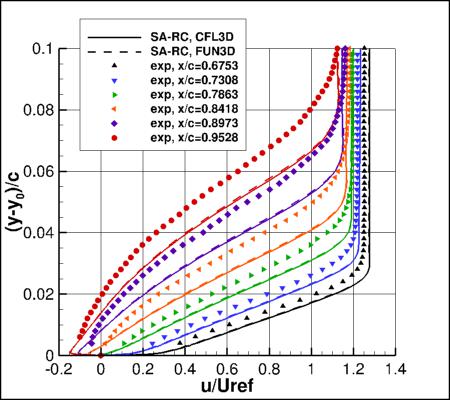 SA-RC, CFL3D
SA-RC, FUN3D
exp, x/c=0.6753
exp, x/c=0.7308
exp, x/c=0.7863
exp, x/c=0.8418
exp, x/c=0.8973
exp, x/c=0.9528
0.1
0.08
0.06
0.04
0.02
0
(y-y0)/c
-0.2 0 0.2 0.4 0.6 0.8 1 1.2 1.4
u/Uref